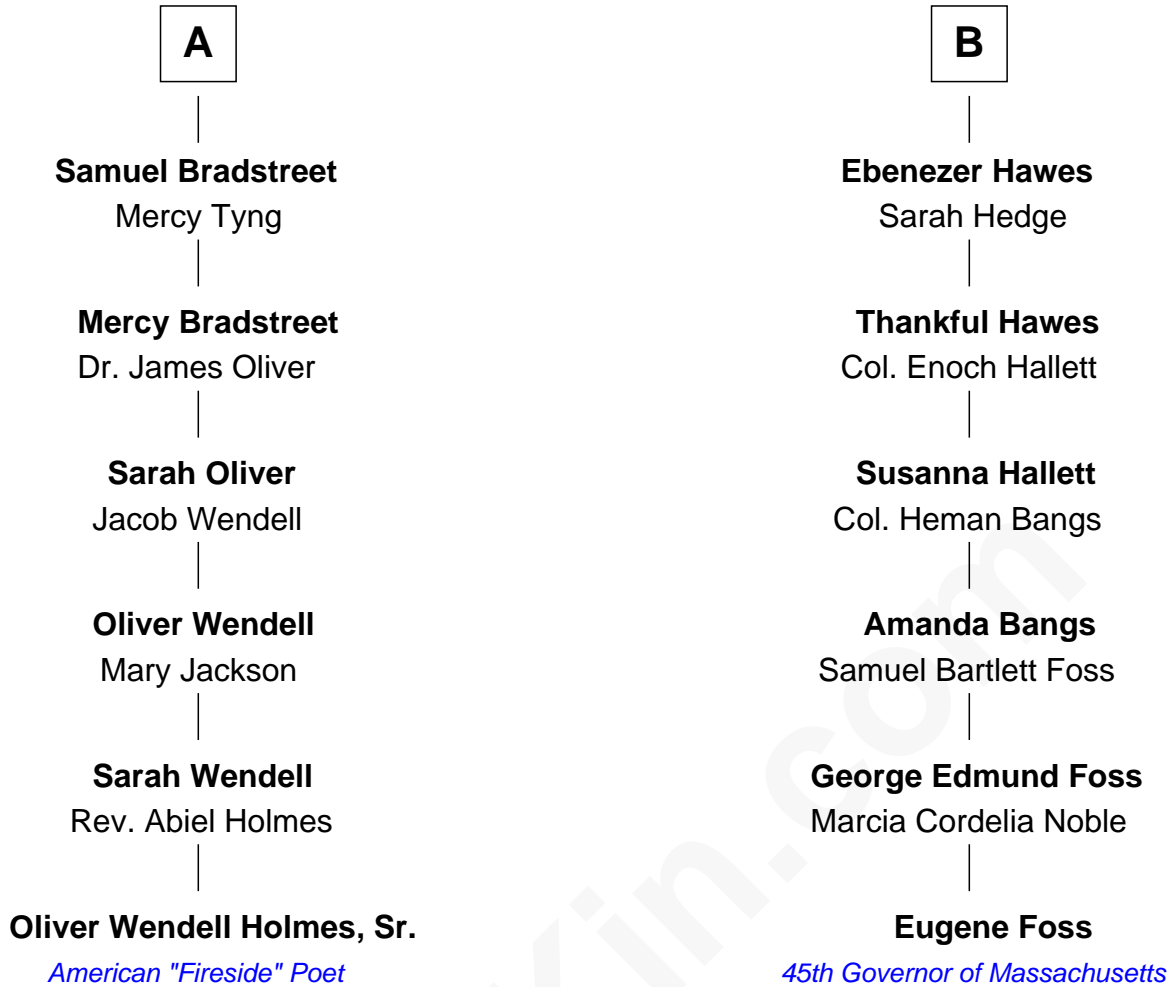 A
Samuel Bradstreet
Mercy Tyng
Mercy Bradstreet
Dr. James Oliver
Sarah Oliver
Jacob Wendell
Oliver Wendell
Mary Jackson
Sarah Wendell
Rev. Abiel Holmes
Oliver Wendell Holmes, Sr.
American "Fireside" Poet
B
Ebenezer Hawes
Sarah Hedge
Thankful Hawes
Col. Enoch Hallett
Susanna Hallett
Col. Heman Bangs
Amanda Bangs
Samuel Bartlett Foss
George Edmund Foss
Marcia Cordelia Noble
Eugene Foss
45th Governor of Massachusetts